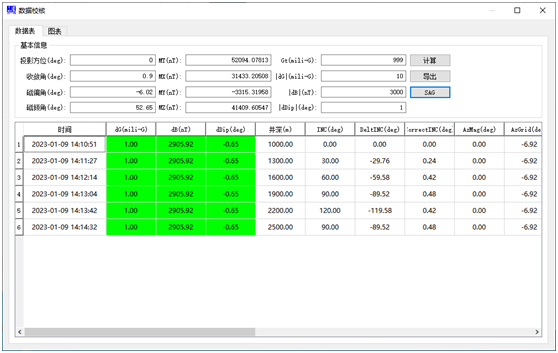 数据校核
数据表 图表
基本信息
投影方位(deg): 0 MT(nT): 52094.07813 Gt(mili-G): 999 计算
收敛角(deg): 0.9 MX(nT): 31433.20508 |dG|(mili-G): 10 导出
磁偏角(deg): -6.02 MY(nT): -3315.31958 |dB|(nT): 3000 SAG
磁倾角(deg): 52.65 MZ(nT): 41409.60547 |dDip|(deg): 1
时间 dG(mili-G) dB(nT) dDip(deg) 井深(m) INC(deg) DeltINC(deg) CorrectINC(deg) AzMag(deg) AzGrid(de
1 2023-01-09 14:10:51 1.00 2905.92 -0.65 1000.00 0.00 0.00 0.42 0.00 -6.92
2 2023-01-09 14:11:27 1.00 2905.92 -0.65 1300.00 30.00 -29.76 0.24 0.00 -6.92
3 2023-01-09 14:12:14 1.00 2905.92 -0.65 1600.00 60.00 -59.58 0.42 0.00 -6.92
4 2023-01-09 14:13:04 1.00 2905.92 -0.65 1900.00 90.00 -89.52 0.48 0.00 -6.92
5 2023-01-09 14:13:42 1.00 2905.92 -0.65 2200.00 120.00 -119.58 0.42 0.00 -6.92
6 2023-01-09 14:14:32 1.00 2905.92 -0.65 2500.00 90.00 -89.52 0.48 0.00 -6.92